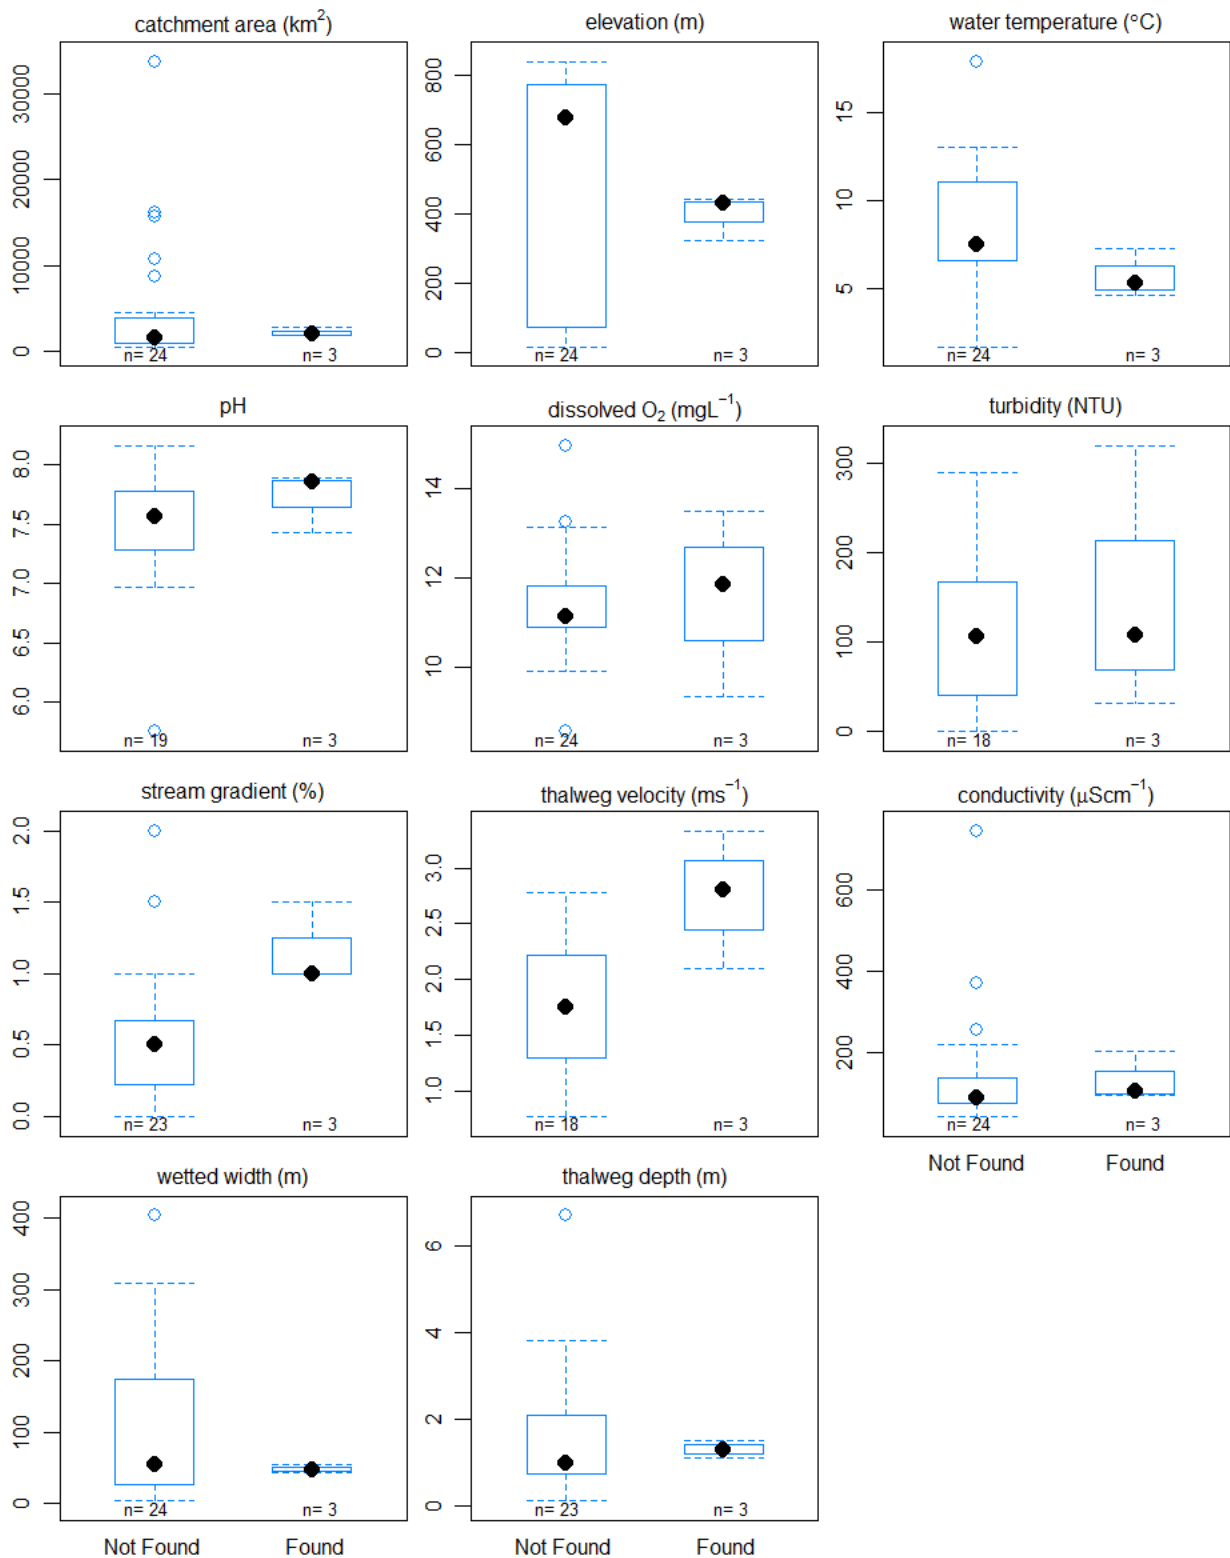 catchment area (km²)
30000
20000
10000
0
n= 24
n= 3
elevation (m)
800
600
400
200
0
n= 24
n= 3
water temperature (°C)
15
10
5
n= 24
n= 3
pH
8.0
7.5
7.0
6.5
6.0
n= 19
n= 3
dissolved O₂ (mgL⁻¹)
14
12
10
n= 24
n= 3
turbidity (NTU)
300
200
100
0
n= 18
n= 3
stream gradient (%)
2.0
1.5
1.0
0.5
0.0
n= 23
n= 3
thalweg velocity (ms⁻¹)
3.0
2.5
2.0
1.5
1.0
n= 18
n= 3
conductivity (μScm⁻¹)
600
400
200
n= 24
n= 3
Not Found Found
wetted width (m)
400
300
200
100
0
n= 24
n= 3
Not Found Found
thalweg depth (m)
6
4
2
0
n= 23
n= 3
Not Found Found